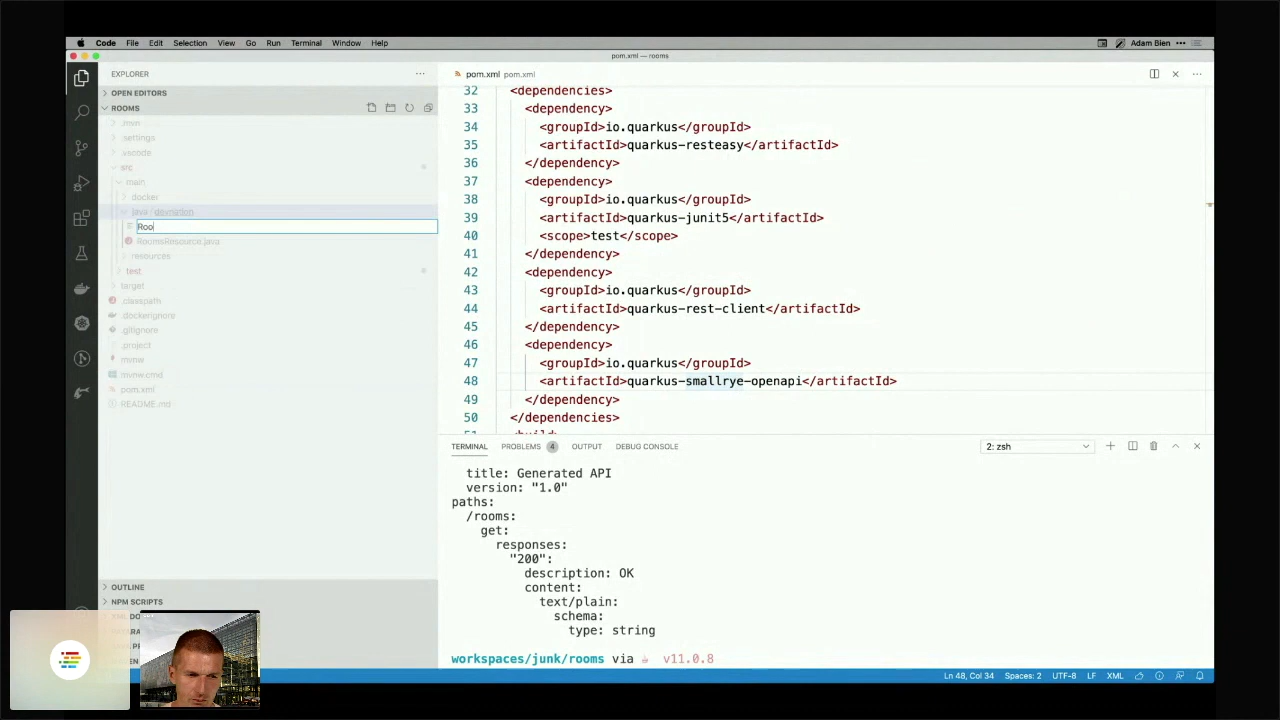 Code File Edit Selection View Go Run Terminal Window Help Adam Bien
pom.xml — rooms
EXPLORER
OPEN EDITORS
ROOMS
.mvn
.settings
.vscode
src
main
docker
java / devnation
Roo
RoomsResource.java
resources
test
target
.classpath
.dockerignore
.gitignore
.project
mvnw
mvnw.cmd
pom.xml
README.md
OUTLINE
NPM SCRIPTS
pom.xml pom.xml
32 <dependencies>
33 <dependency>
34 <groupId>io.quarkus</groupId>
35 <artifactId>quarkus-resteasy</artifactId>
36 </dependency>
37 <dependency>
38 <groupId>io.quarkus</groupId>
39 <artifactId>quarkus-junit5</artifactId>
40 <scope>test</scope>
41 </dependency>
42 <dependency>
43 <groupId>io.quarkus</groupId>
44 <artifactId>quarkus-rest-client</artifactId>
45 </dependency>
46 <dependency>
47 <groupId>io.quarkus</groupId>
48 <artifactId>quarkus-smallrye-openapi</artifactId>
49 </dependency>
50 </dependencies>
TERMINAL PROBLEMS 4 OUTPUT DEBUG CONSOLE 2: zsh
title: Generated API
version: "1.0"
paths:
/rooms:
get:
responses:
"200":
description: OK
content:
text/plain:
schema:
type: string
workspaces/junk/rooms via v11.0.8
Ln 48, Col 34 Spaces: 2 UTF-8 LF XML